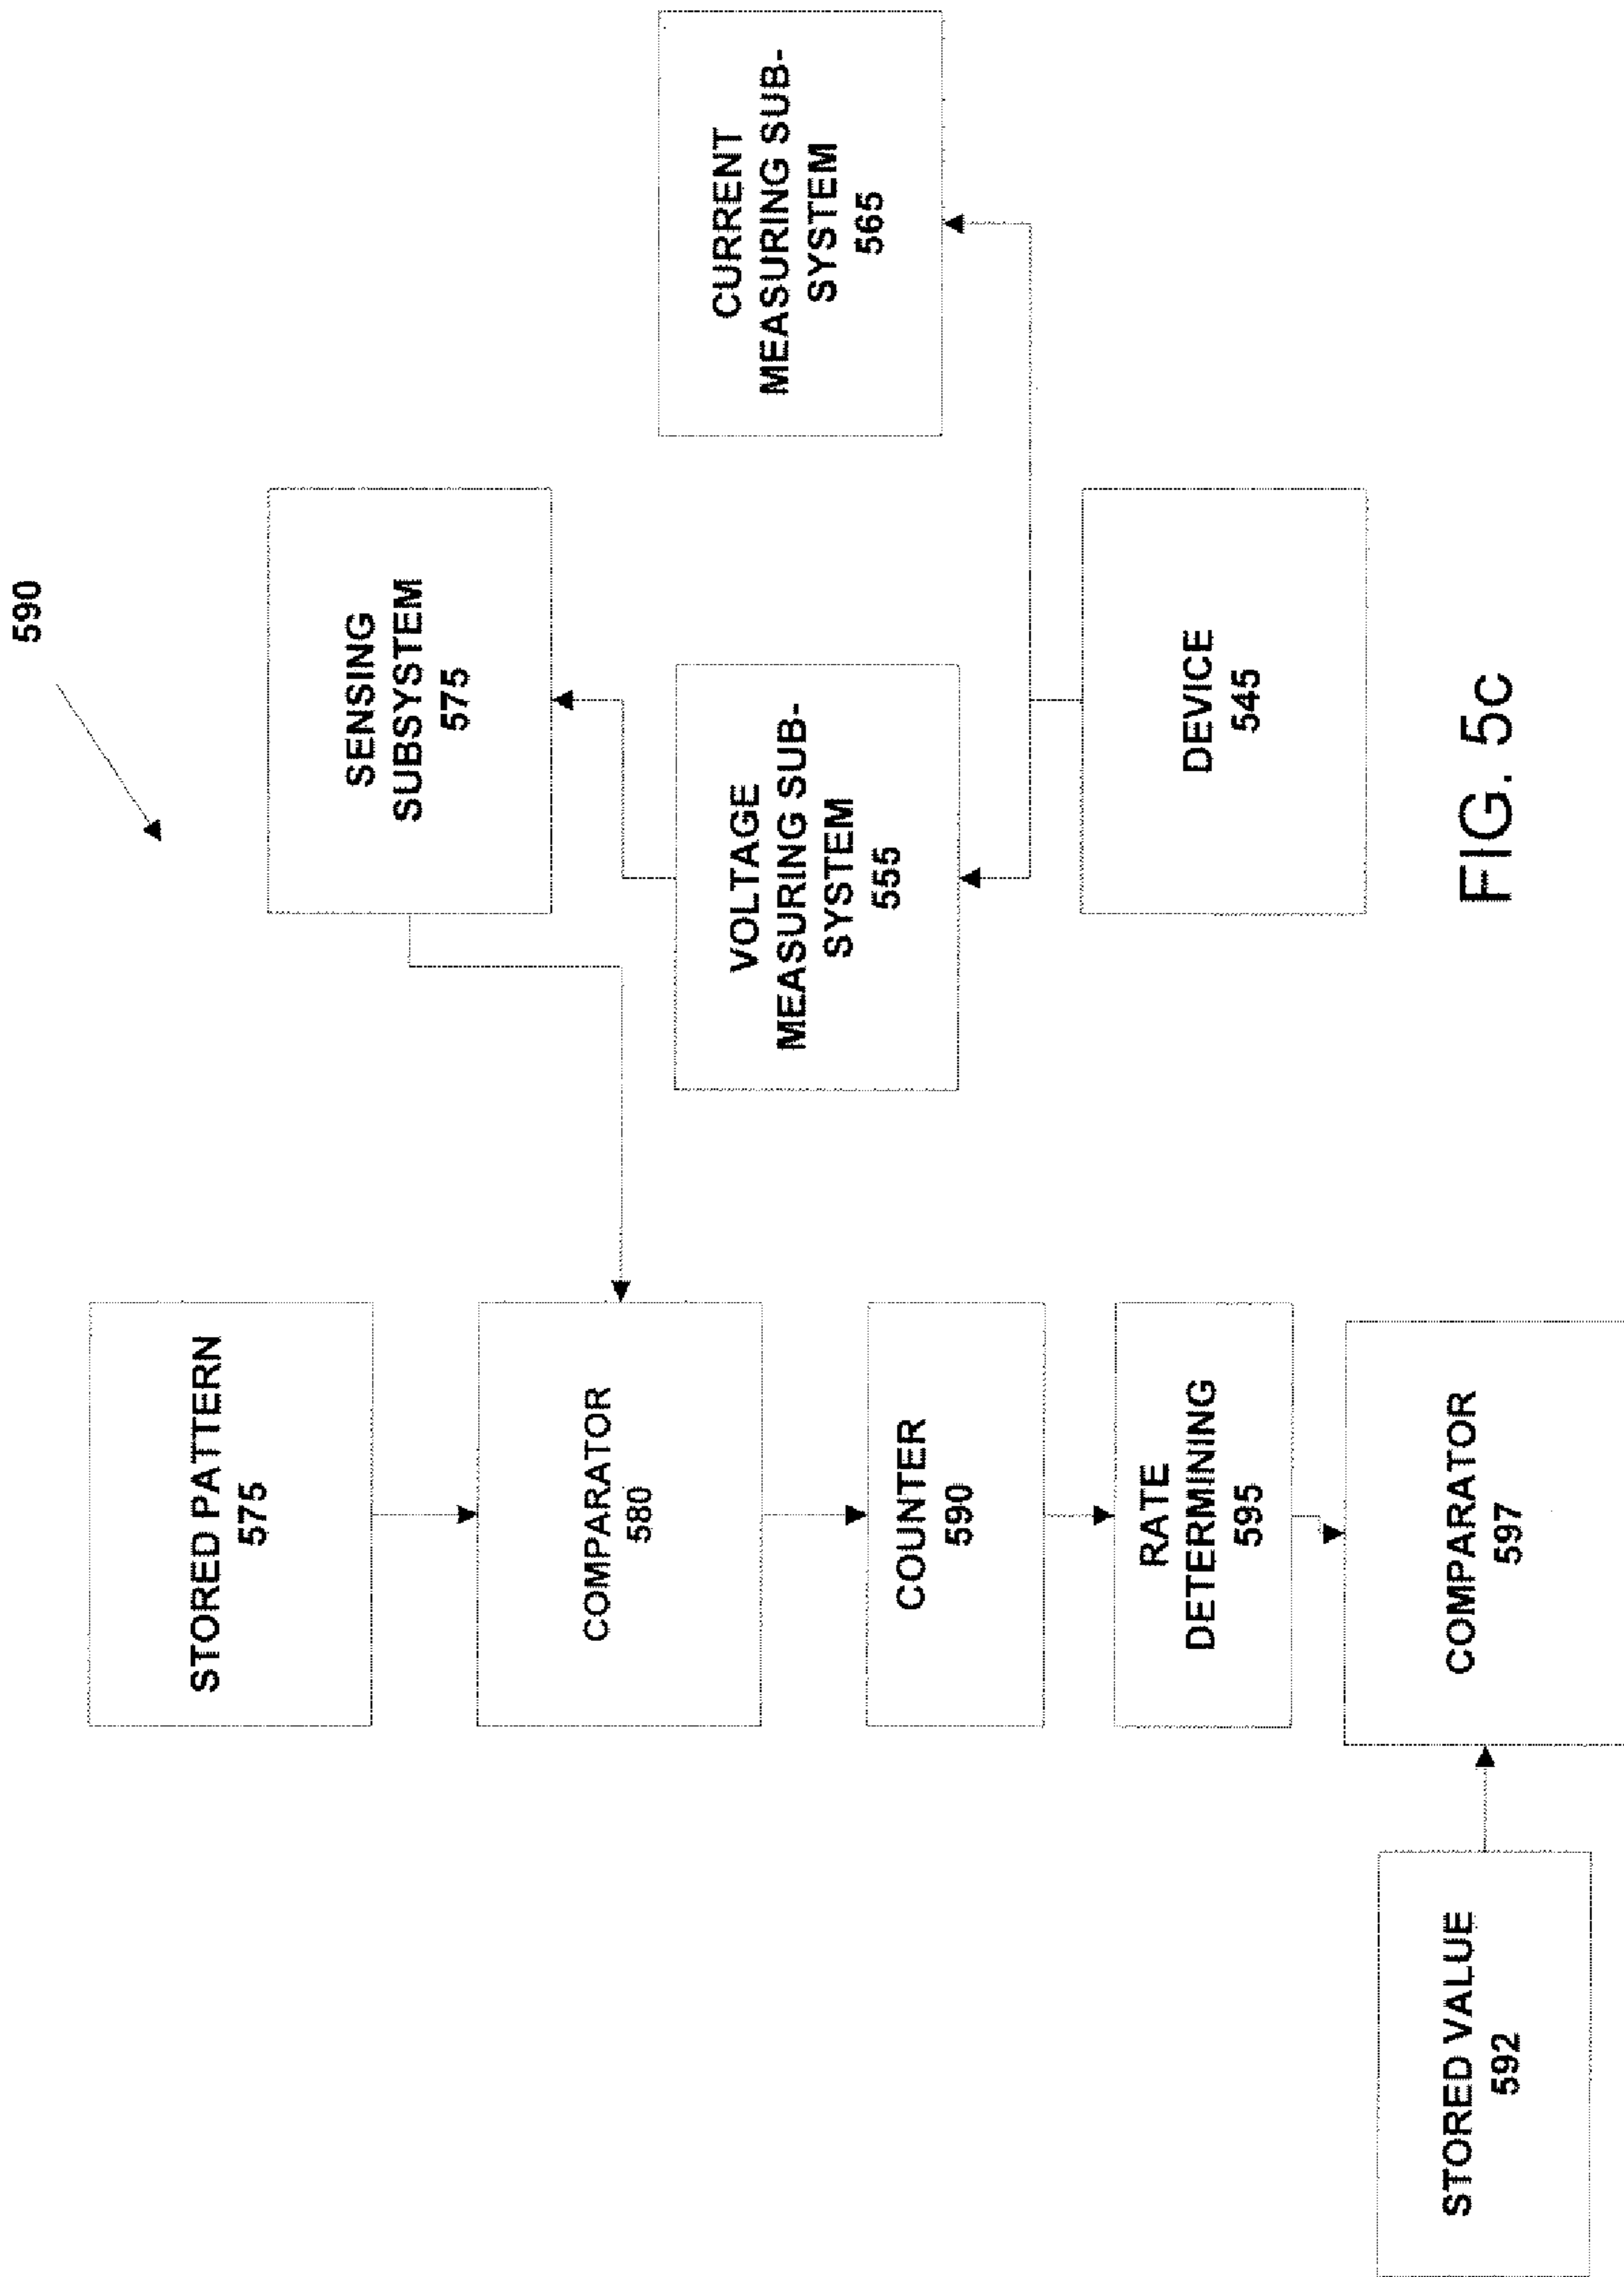 590
STORED PATTERN
575
COMPARATOR
580
COUNTER
590
RATE
DETERMINING
595
COMPARATOR
597
STORED VALUE
592
SENSING
SUBSYSTEM
575
VOLTAGE
MEASURING SUB-
SYSTEM
555
CURRENT
MEASURING SUB-
SYSTEM
565
DEVICE
545
FIG. 5c